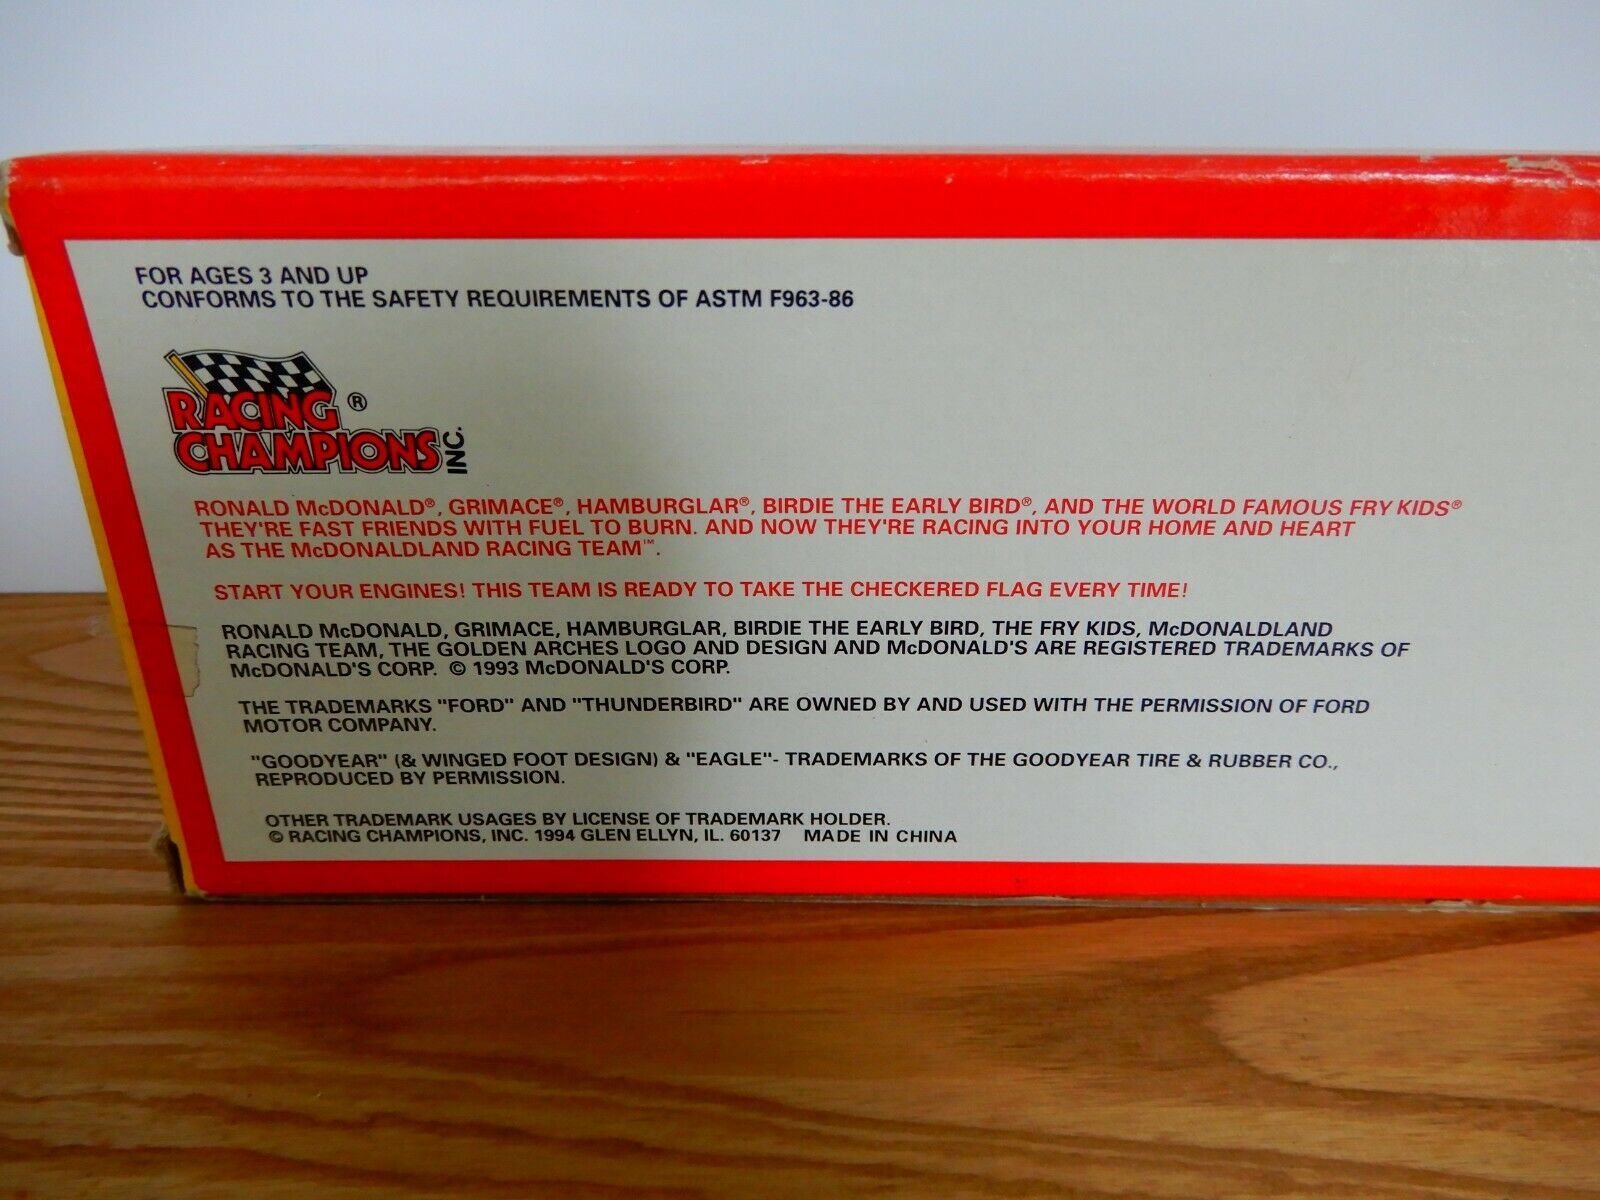 FOR AGES 3 AND UP
CONFORMS TO THE SAFETY REQUIREMENTS OF ASTM F963-86
RACING ®
CHAMPIONS INC.
RONALD McDONALD®, GRIMACE®, HAMBURGLAR®, BIRDIE THE EARLY BIRD®, AND THE WORLD FAMOUS FRY KIDS®
THEY'RE FAST FRIENDS WITH FUEL TO BURN. AND NOW THEY'RE RACING INTO YOUR HOME AND HEART
AS THE McDONALDLAND RACING TEAM™.
START YOUR ENGINES! THIS TEAM IS READY TO TAKE THE CHECKERED FLAG EVERY TIME!
RONALD McDONALD, GRIMACE, HAMBURGLAR, BIRDIE THE EARLY BIRD, THE FRY KIDS, McDONALDLAND
RACING TEAM, THE GOLDEN ARCHES LOGO AND DESIGN AND McDONALD'S ARE REGISTERED TRADEMARKS OF
McDONALD'S CORP. © 1993 McDONALD'S CORP.
THE TRADEMARKS "FORD" AND "THUNDERBIRD" ARE OWNED BY AND USED WITH THE PERMISSION OF FORD
MOTOR COMPANY.
"GOODYEAR" (& WINGED FOOT DESIGN) & "EAGLE"- TRADEMARKS OF THE GOODYEAR TIRE & RUBBER CO.,
REPRODUCED BY PERMISSION.
OTHER TRADEMARK USAGES BY LICENSE OF TRADEMARK HOLDER.
© RACING CHAMPIONS, INC. 1994 GLEN ELLYN, IL. 60137 MADE IN CHINA